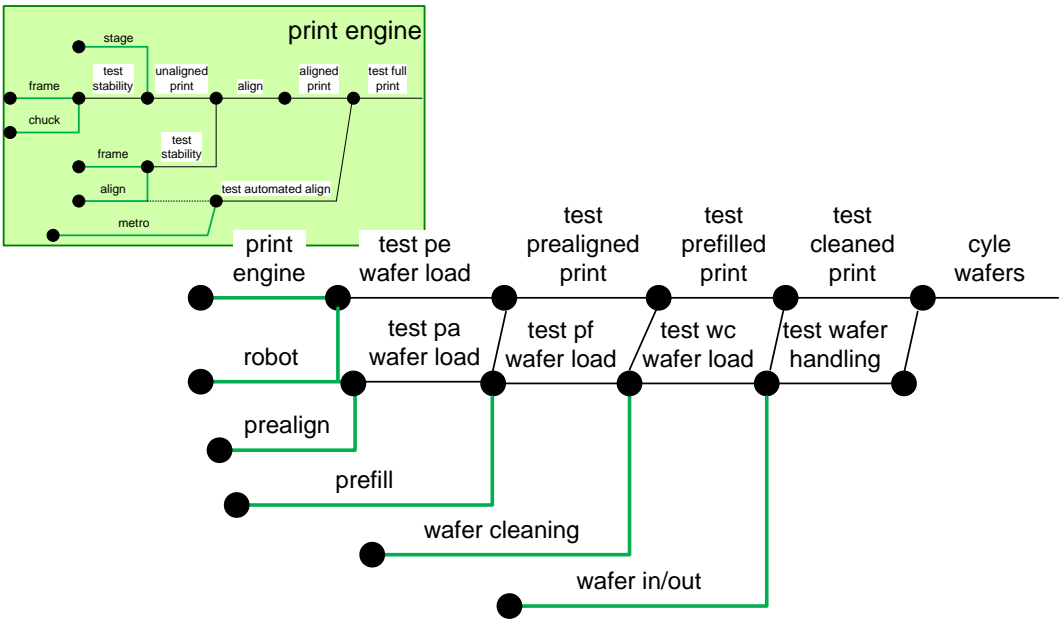 print engine
stage
test
stability
unaligned
print
align
aligned
print
test full
print
frame
chuck
test
stability
frame
align
test automated align
metro
print
engine
test pe
wafer load
test
prealigned
print
test
prefilled
print
test
cleaned
print
cyle
wafers
robot
test pa
wafer load
test pf
wafer load
test wc
wafer load
test wafer
handling
prealign
prefill
wafer cleaning
wafer in/out